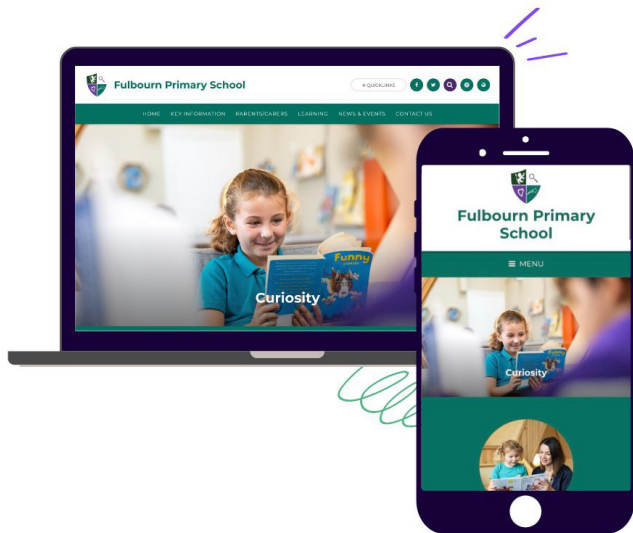 Fulbourn Primary School
QUICKLINKS
HOME KEY INFORMATION PARENTS/CARERS LEARNING NEWS & EVENTS CONTACT US
Funny
Curiosity
Fulbourn Primary
School
MENU
Curiosity